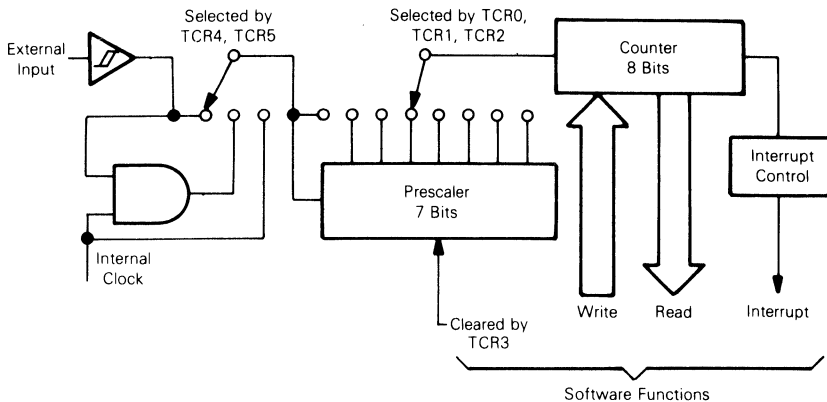 External
Input
Selected by
TCR4, TCR5
Selected by TCR0,
TCR1, TCR2
Counter
8 Bits
Interrupt
Control
Prescaler
7 Bits
Internal
Clock
Cleared by
TCR3
Write
Read
Interrupt
Software Functions